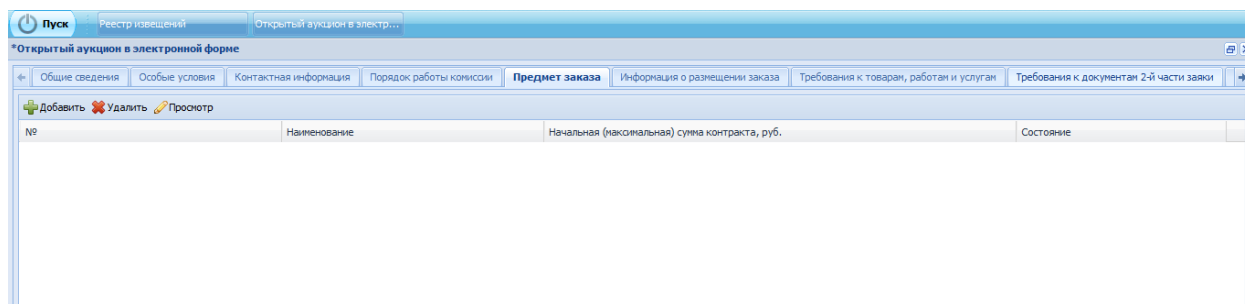 Пуск Реестр извещений Открытый аукцион в электр...
*Открытый аукцион в электронной форме
Общие сведения Особые условия Контактная информация Порядок работы комиссии Предмет заказа Информация о размещении заказа Требования к товарам, работам и услугам Требования к документам 2-й части заяки
Добавить Удалить Просмотр
№ Наименование Начальная (максимальная) сумма контракта, руб. Состояние